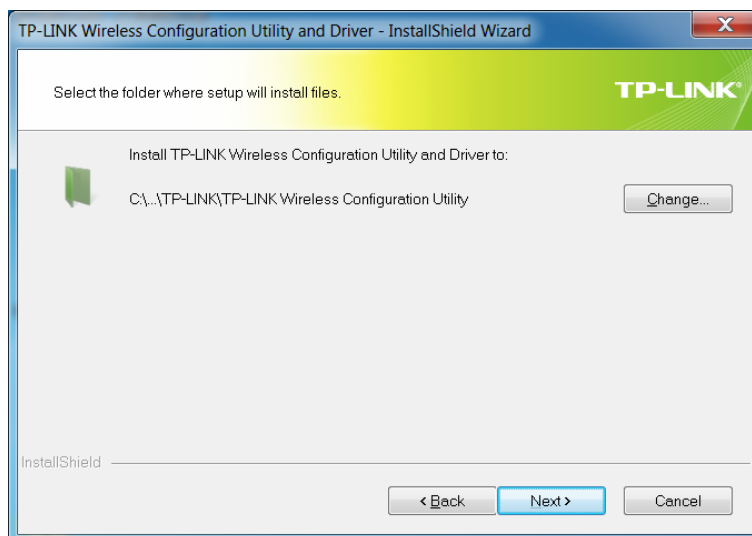 TP-LINK Wireless Configuration Utility and Driver - InstallShield Wizard
X
Select the folder where setup will install files.
TP-LINK®
Install TP-LINK Wireless Configuration Utility and Driver to:
C:\...\TP-LINK\TP-LINK Wireless Configuration Utility
Change...
InstallShield
< Back
Next >
Cancel